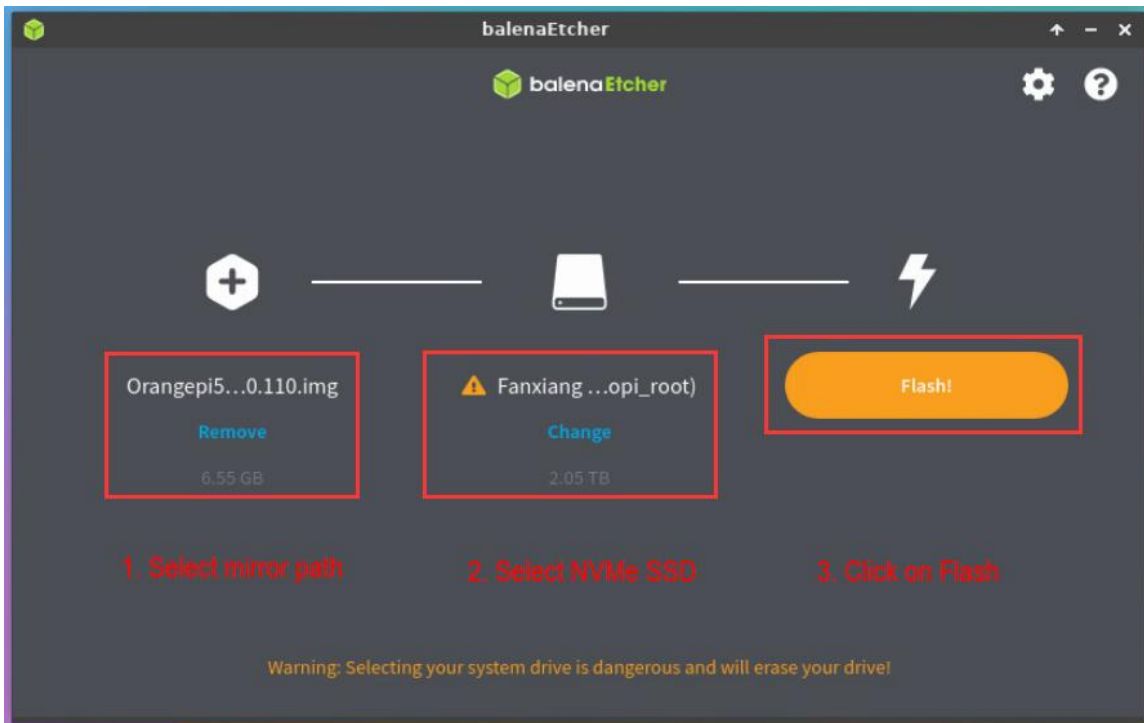 balenaEtcher
balenaEtcher
Orangepi5...0.110.img
Remove
6.55 GB
Fanxiang ...opi_root)
Change
2.05 TB
Flash!
1. Select mirror path
2. Select NVMe SSD
3. Click on Flash
Warning: Selecting your system drive is dangerous and will erase your drive!